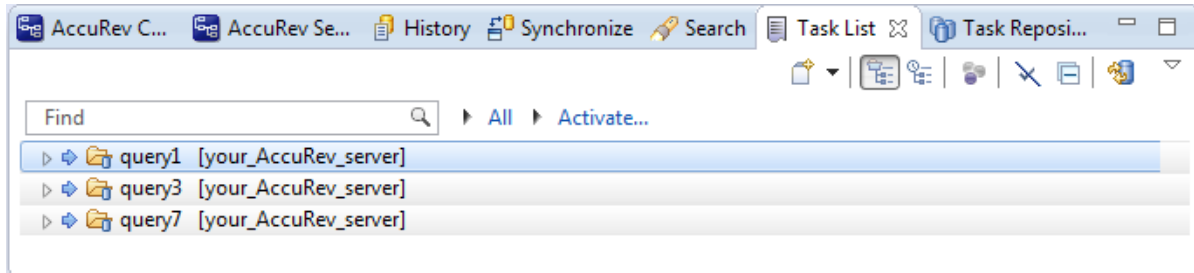 AccuRev C... AccuRev Se... History Synchronize Search Task List Task Reposi...
Find All Activate...
query1 [your_AccuRev_server]
query3 [your_AccuRev_server]
query7 [your_AccuRev_server]